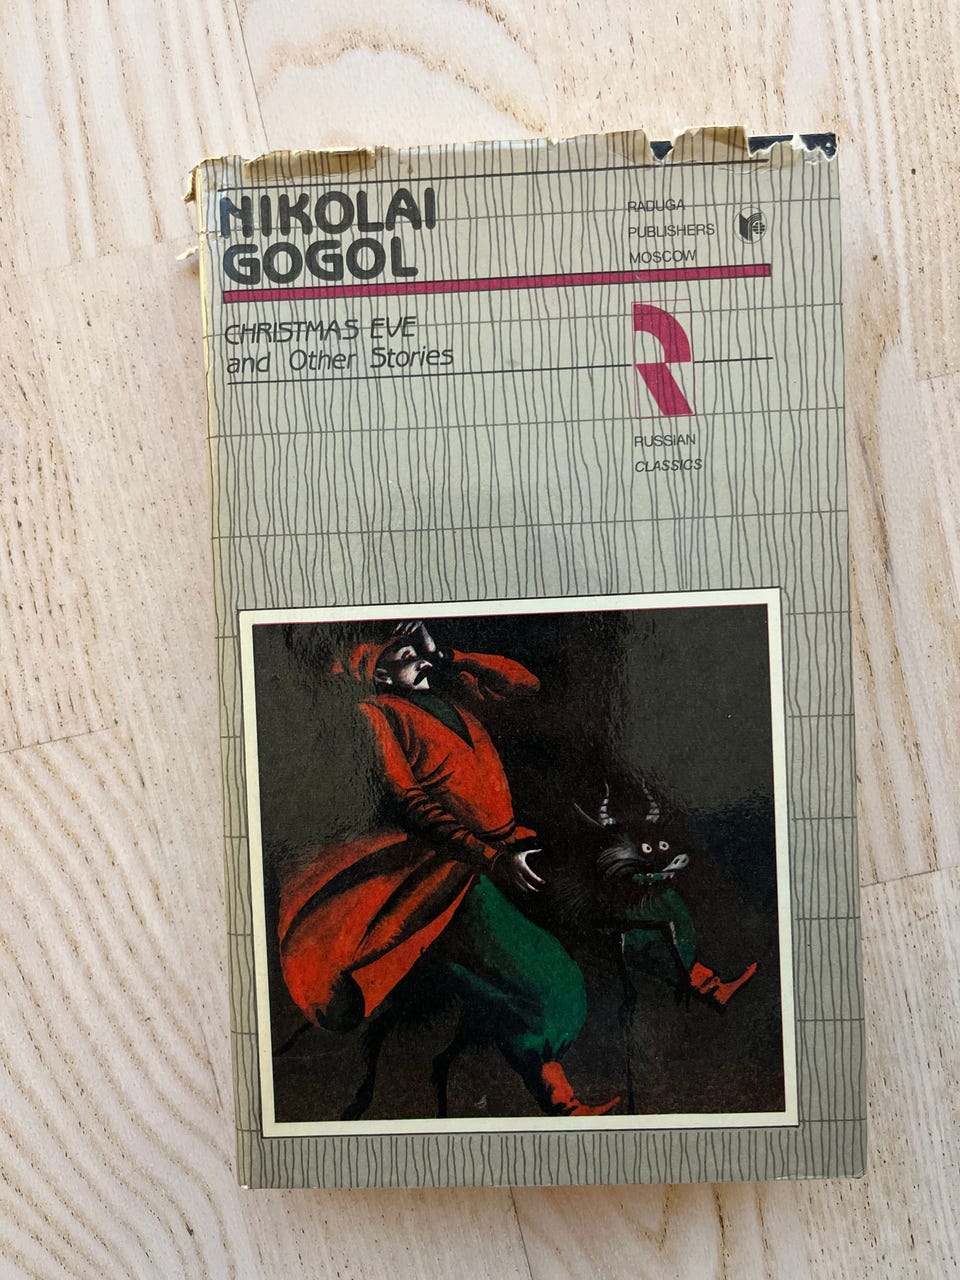 NIKOLAI
GOGOL
CHRISTMAS EVE
and Other Stories
RADUGA
PUBLISHERS
MOSCOW
RUSSIAN
CLASSICS